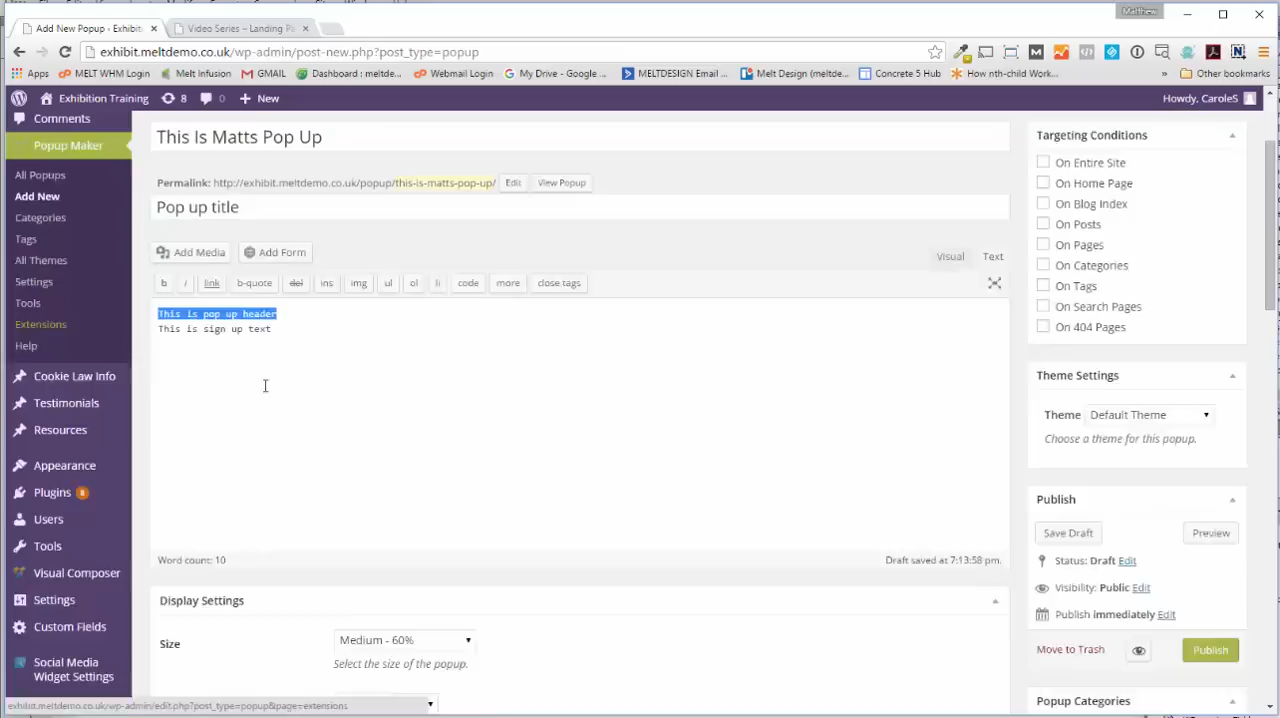 Matthew
Add New Popup - Exhibit
Video Series – Landing Pa
exhibit.meltdemo.co.uk/wp-admin/post-new.php?post_type=popup
Apps
MELT WHM Login
Melt Infusion
GMAIL
Dashboard : meltde...
Webmail Login
My Drive - Google ...
MELTDESIGN Email ...
Melt Design (meltde...
Concrete 5 Hub
How nth-child Work...
»
Other bookmarks
Exhibition Training
8
0
+ New
Howdy, CaroleS
Comments
Popup Maker
All Popups
Add New
Categories
Tags
All Themes
Settings
Tools
Extensions
Help
Cookie Law Info
Testimonials
Resources
Appearance
Plugins 8
Users
Tools
Visual Composer
Settings
Custom Fields
Social Media
Widget Settings
This Is Matts Pop Up
Permalink: http://exhibit.meltdemo.co.uk/popup/this-is-matts-pop-up/ Edit View Popup
Pop up title
Add Media Add Form
Visual Text
b i link b-quote del ins img ul ol li code more close tags
This is pop up header
This is sign up text
Word count: 10
Draft saved at 7:13:58 pm.
Display Settings
Size
Medium - 60%
Select the size of the popup.
Targeting Conditions
On Entire Site
On Home Page
On Blog Index
On Posts
On Pages
On Categories
On Tags
On Search Pages
On 404 Pages
Theme Settings
Theme Default Theme
Choose a theme for this popup.
Publish
Save Draft Preview
Status: Draft Edit
Visibility: Public Edit
Publish immediately Edit
Move to Trash
Publish
Popup Categories
exhibit.meltdemo.co.uk/wp-admin/edit.php?post_type=popup&page=extensions